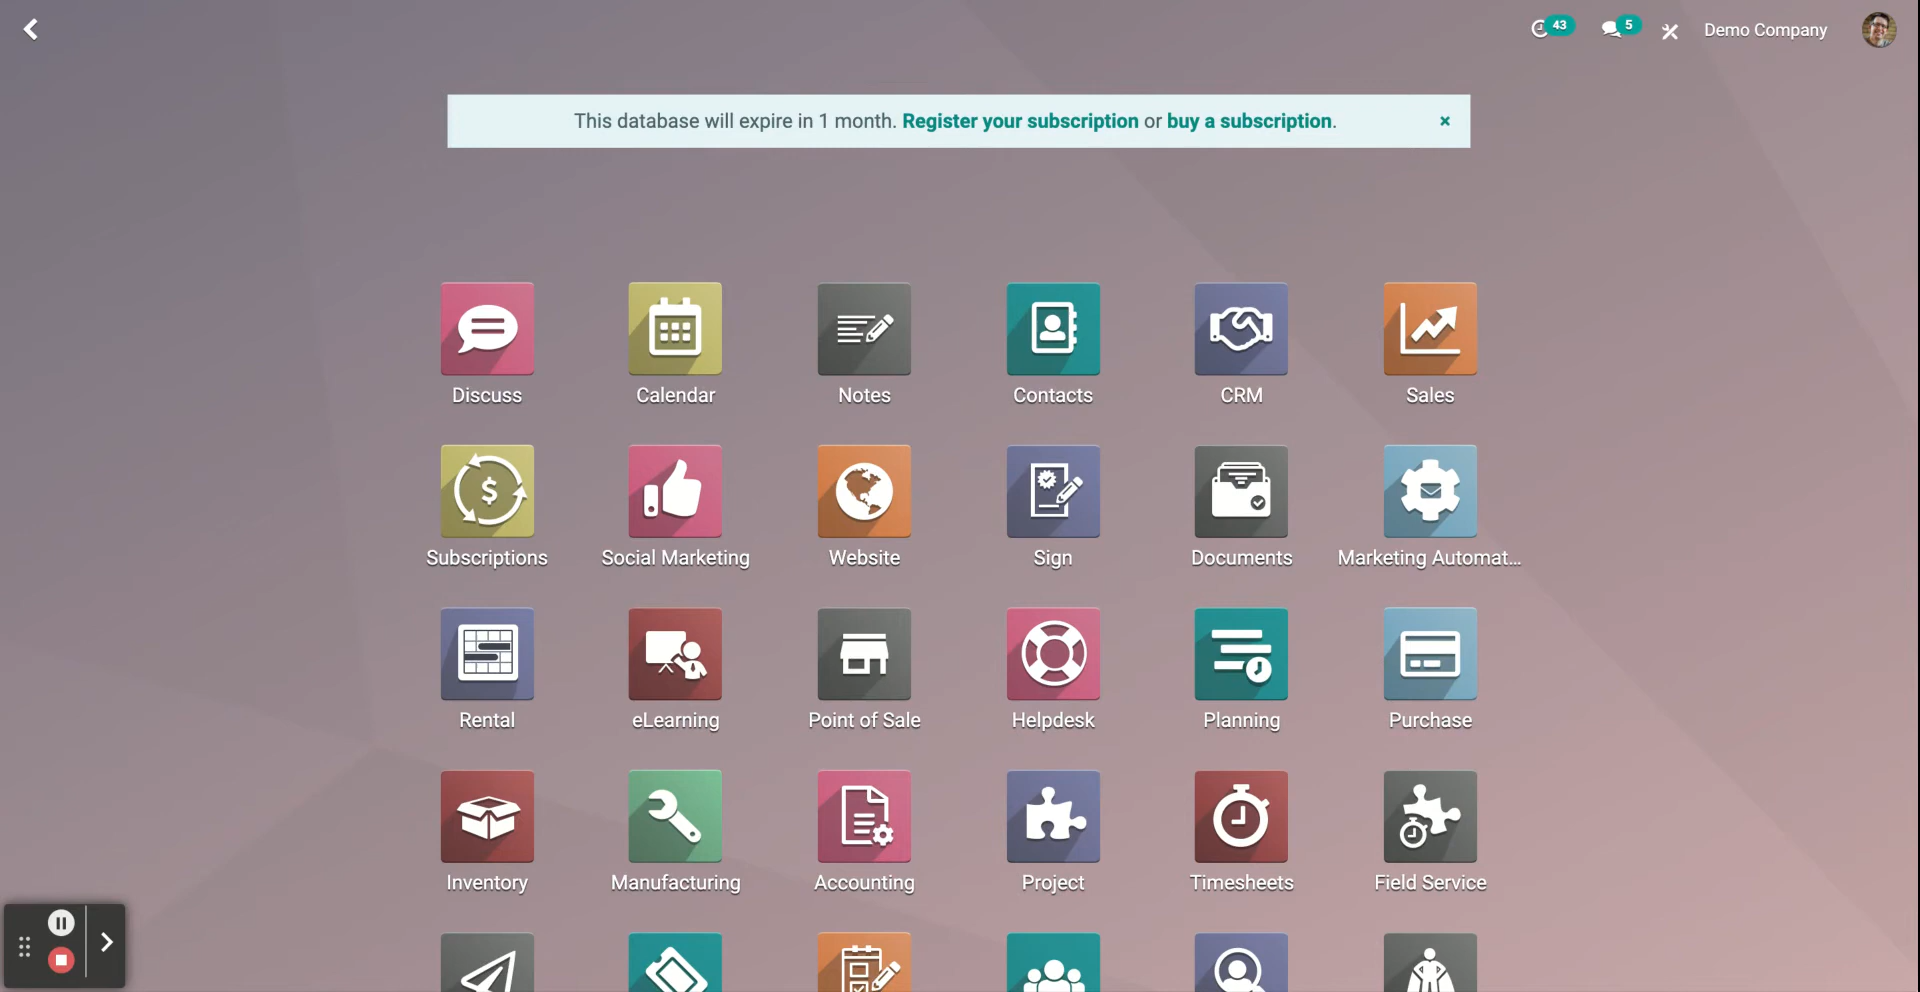 43
5
Demo Company
This database will expire in 1 month. Register your subscription or buy a subscription.
×
Discuss
Calendar
Notes
Contacts
CRM
Sales
$
Subscriptions
Social Marketing
Website
Sign
Documents
Marketing Automat...
Rental
eLearning
Point of Sale
Helpdesk
Planning
Purchase
Inventory
Manufacturing
Accounting
Project
Timesheets
Field Service